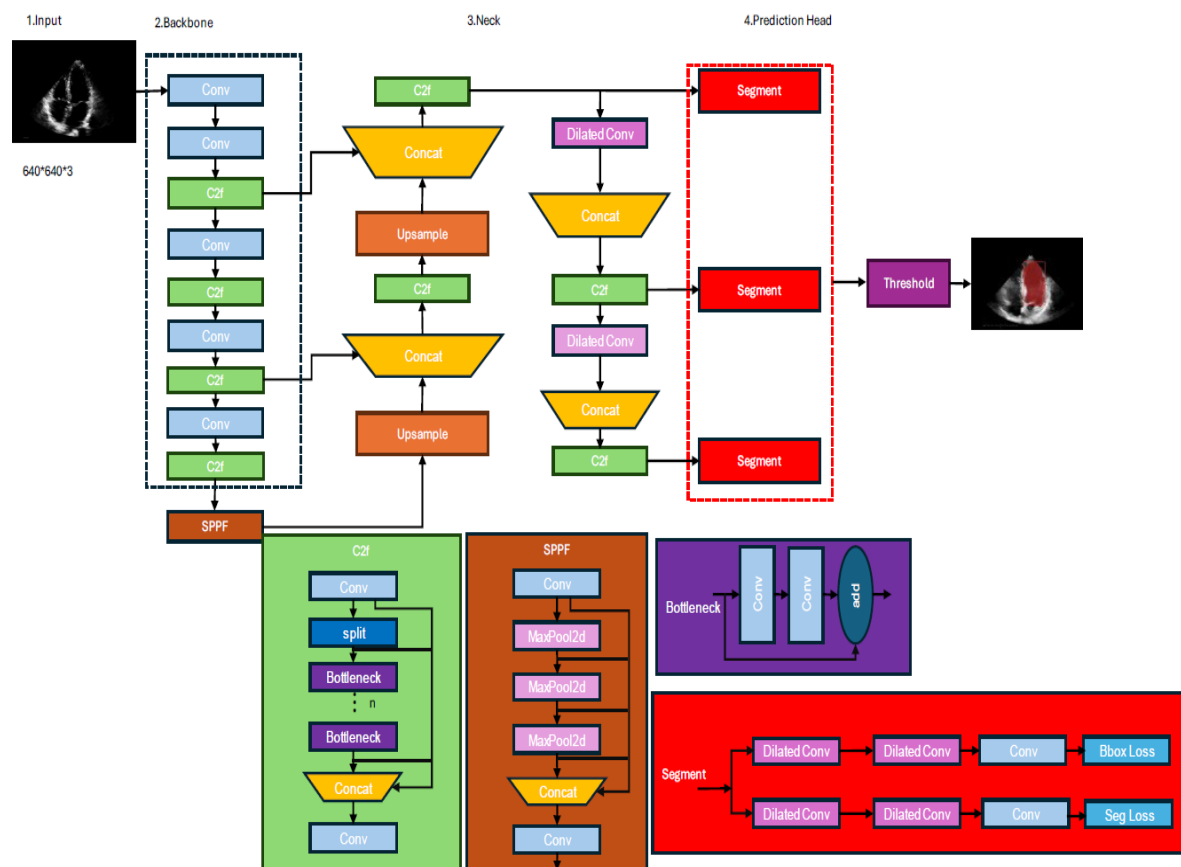 1.Input
2.Backbone
3.Neck
4.Prediction Head
640*640*3
Conv
Conv
C2f
Conv
C2f
Conv
C2f
Conv
C2f
SPPF
C2f
Concat
Upsample
C2f
Concat
Upsample
Dilated Conv
Concat
C2f
Dilated Conv
Concat
C2f
Segment
Segment
Segment
Threshold
C2f
Conv
split
Bottleneck
n
Bottleneck
Concat
Conv
SPPF
Conv
MaxPool2d
MaxPool2d
MaxPool2d
Concat
Conv
Bottleneck
Conv
Conv
add
Segment
Dilated Conv
Dilated Conv
Conv
Bbox Loss
Dilated Conv
Dilated Conv
Conv
Seg Loss